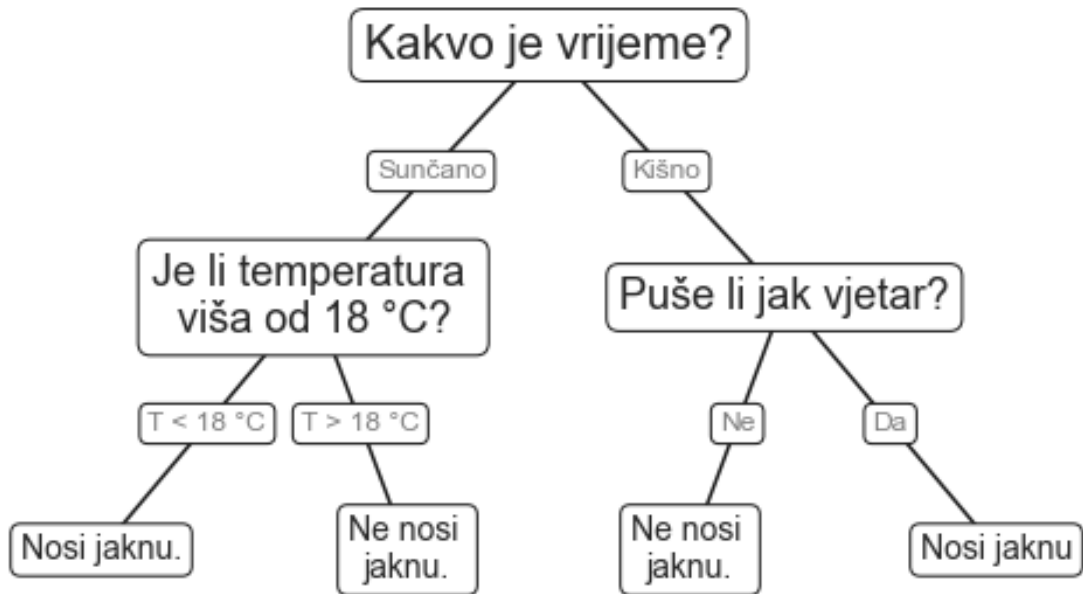 Kakvo je vrijeme?
Sunčano
Kišno
Je li temperatura
viša od 18 °C?
Puše li jak vjetar?
T < 18 °C
T > 18 °C
Ne
Da
Nosi jaknu.
Ne nosi
jaknu.
Ne nosi
jaknu.
Nosi jaknu